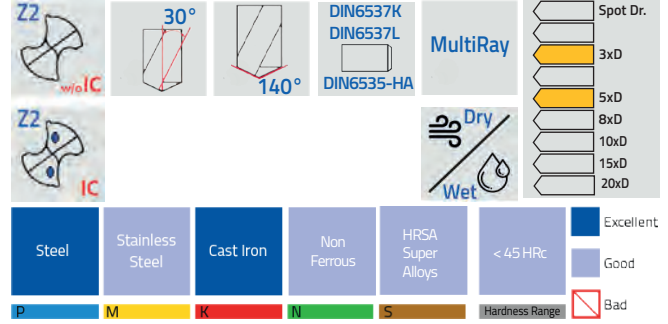 Z2
w/o IC
30°
140°
DIN6537K
DIN6537L
DIN6535-HA
MultiRay
Spot Dr.
3xD
5xD
8xD
10xD
15xD
20xD
Z2
IC
Dry
Wet
Steel
Stainless
Steel
Cast Iron
Non
Ferrous
HRSA
Super
Alloys
< 45 HRc
Excellent
Good
Bad
P
M
K
N
S
Hardness Range